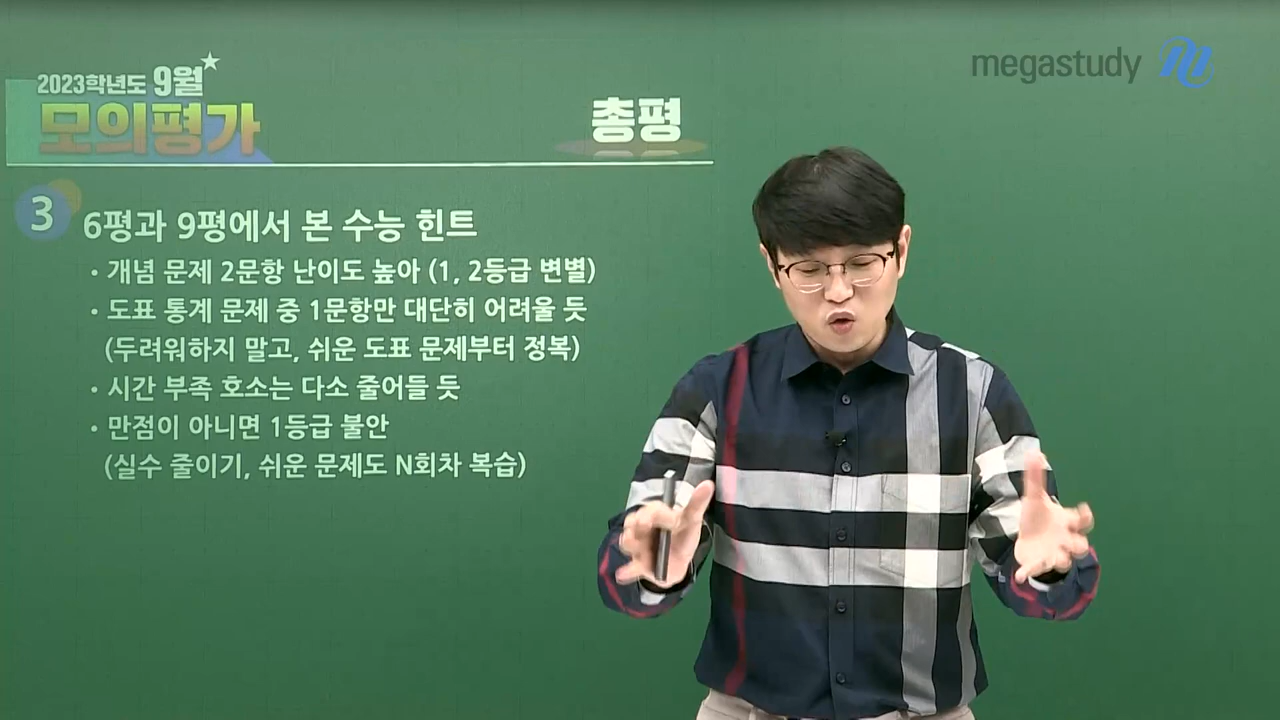 2023학년도 9월
모의평가
총평
megastudy
3
6평과 9평에서 본 수능 힌트
• 개념 문제 2문항 난이도 높아 (1, 2등급 변별)
• 도표 통계 문제 중 1문항만 대단히 어려울 듯
(두려워하지 말고, 쉬운 도표 문제부터 정복)
• 시간 부족 호소는 다소 줄어들 듯
• 만점이 아니면 1등급 불안
(실수 줄이기, 쉬운 문제도 N회차 복습)